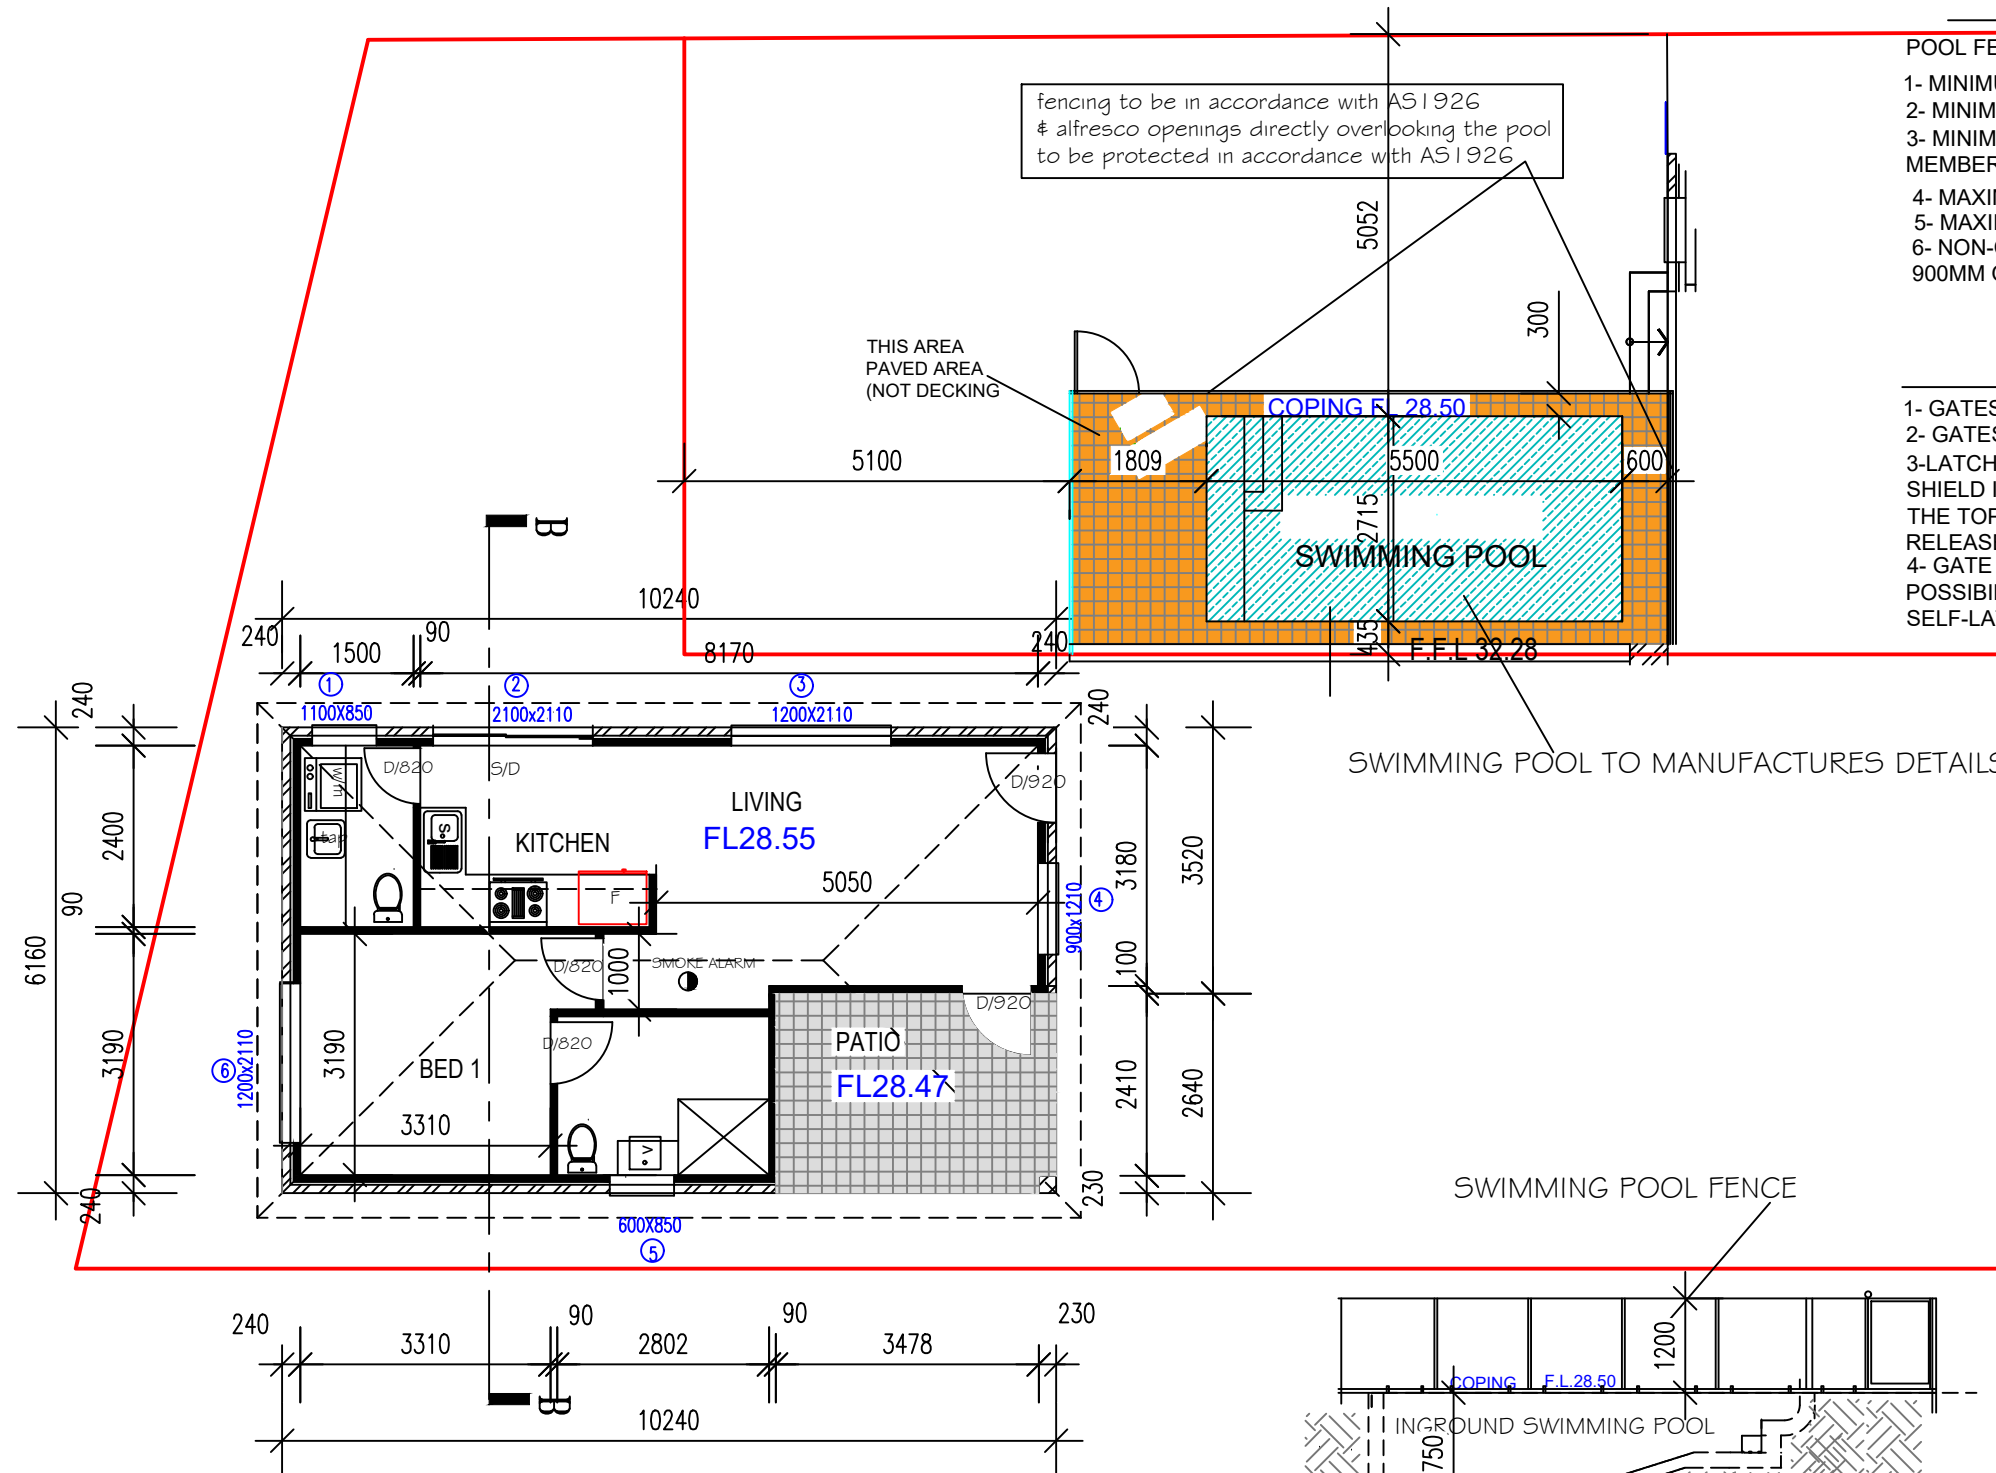 POOL FE
1- MINIMU
2- MINIM
3- MINIM
MEMBER
4- MAXIM
5- MAXIM
6- NON-C
900MM
fencing to be in accordance with AS1926
& alfresco openings directly overlooking the pool
to be protected in accordance with AS1926
5052
300
THIS AREA
PAVED AREA
(NOT DECKING
COPING FL 28.50
1- GATES
2- GATES
3-LATCH
SHIELD I
THE TOP
RELEASE
4- GATE
POSSIBI
SELF-LA
5100
1809
5500
600
2715
SWIMMING POOL
435
F.F.L 32.28
B
10240
240
1500
90
8170
240
1
2
3
1100X850
2100x2110
1200X2110
240
240
SWIMMING POOL TO MANUFACTURES DETAILS
D/820
S/D
D/920
w/m
tap
S.
LIVING
FL28.55
KITCHEN
F
5050
2400
90
6160
3190
240
3180
3520
900x1210
4
100
D/820
1000
SMOKE ALARM
D/920
3190
D/820
BED 1
3310
PATIO
FL28.47
V
6
1200x2110
2410
2640
230
600X850
5
SWIMMING POOL FENCE
240
3310
90
2802
90
3478
230
B
10240
1200
COPING F.L.28.50
INGROUND SWIMMING POOL
750